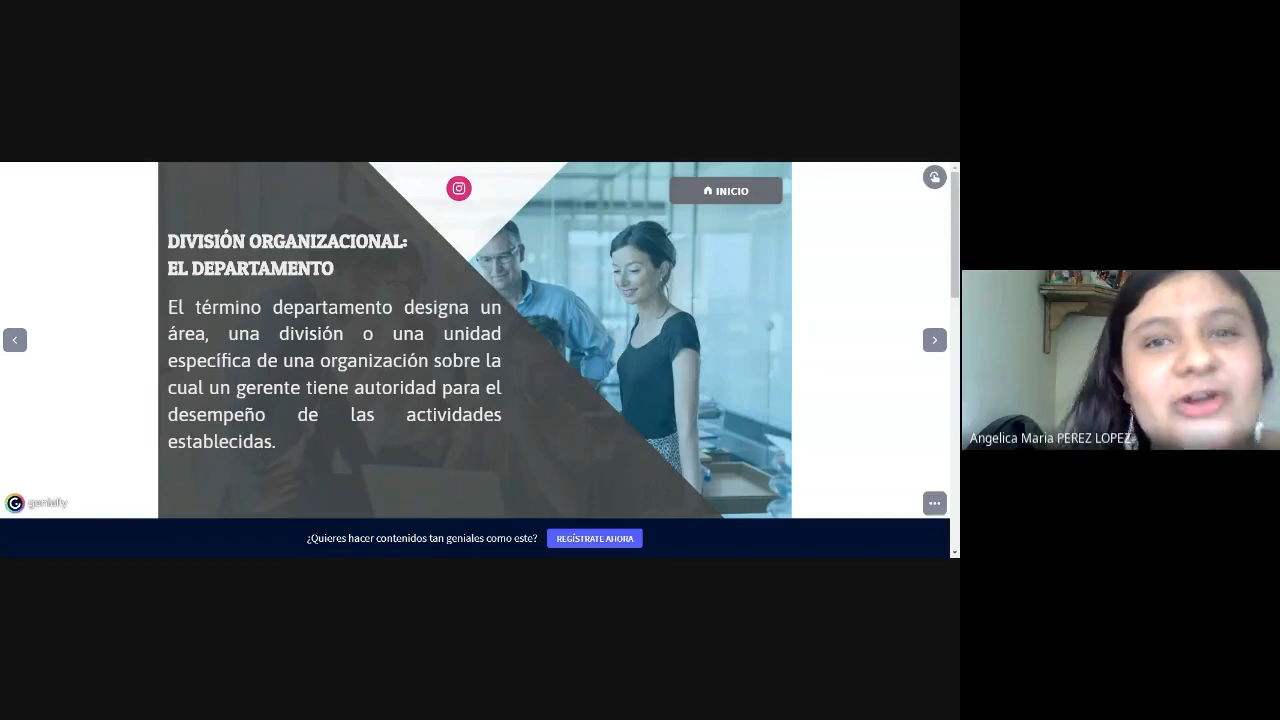 INICIO
DIVISIÓN ORGANIZACIONAL:
EL DEPARTAMENTO
El término departamento designa un
área, una división o una unidad
específica de una organización sobre la
cual un gerente tiene autoridad para el
desempeño de las actividades
establecidas.
Angelica Maria PEREZ LOPEZ
genially
¿Quieres hacer contenidos tan geniales como este?
REGÍSTRATE AHORA